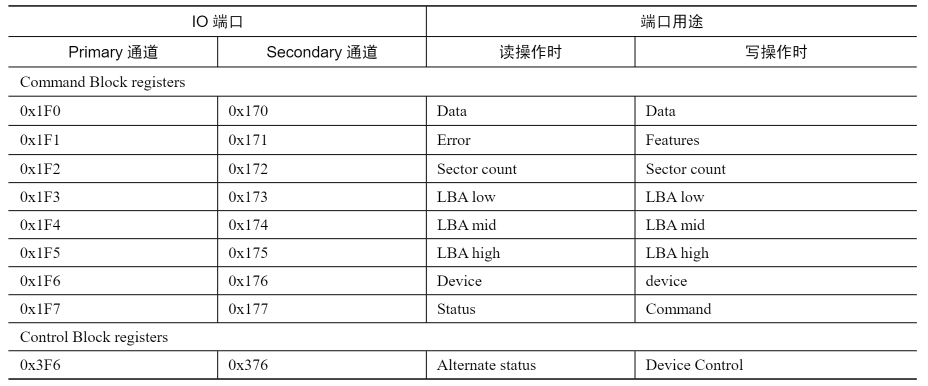 IO 端口 端口用途
Primary 通道 Secondary 通道 读操作时 写操作时
Command Block registers
0x1F0 0x170 Data Data
0x1F1 0x171 Error Features
0x1F2 0x172 Sector count Sector count
0x1F3 0x173 LBA low LBA low
0x1F4 0x174 LBA mid LBA mid
0x1F5 0x175 LBA high LBA high
0x1F6 0x176 Device device
0x1F7 0x177 Status Command
Control Block registers
0x3F6 0x376 Alternate status Device Control